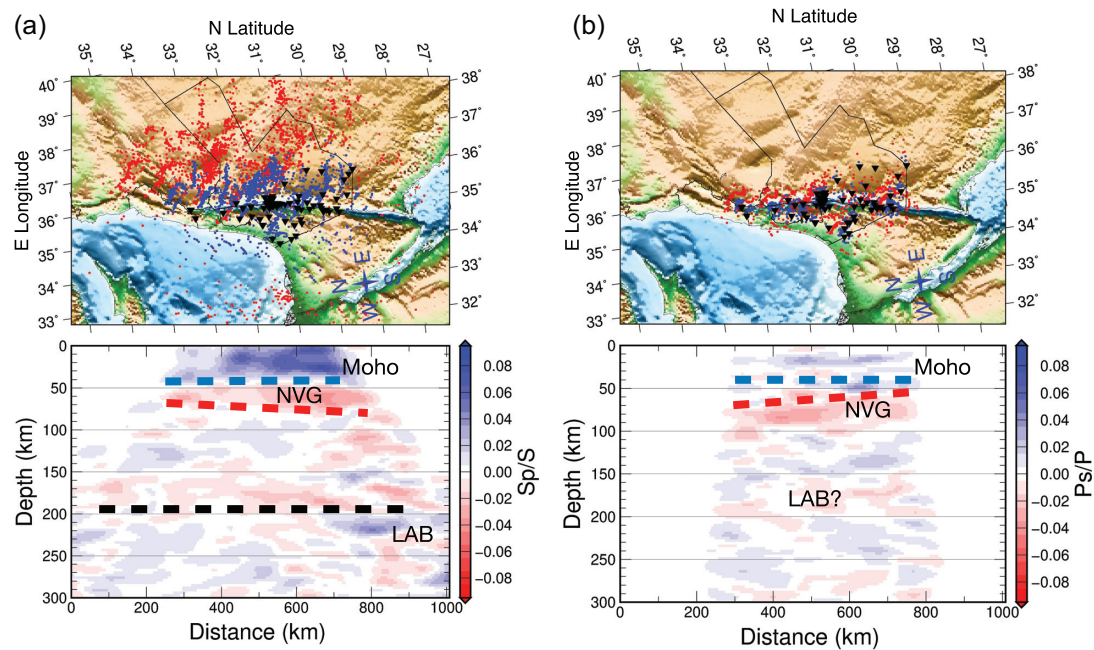 (a)
N Latitude
35° 34° 33° 32° 31° 30° 29° 28° 27°
40°
39°
38°
37°
36°
35°
34°
33°
E Longitude
38°
37°
36°
35°
34°
33°
32°
N E S W
0
50
100
150
200
250
300
Depth (km)
Moho
NVG
LAB
0 200 400 600 800 1000
Distance (km)
0.08
0.06
0.04
0.02
0.00
−0.02
−0.04
−0.06
−0.08
Sp/S
(b)
N Latitude
35° 34° 33° 32° 31° 30° 29° 28° 27°
40°
39°
38°
37°
36°
35°
34°
33°
E Longitude
38°
37°
36°
35°
34°
33°
32°
N E S W
0
50
100
150
200
250
300
Depth (km)
Moho
NVG
LAB?
0 200 400 600 800 1000
Distance (km)
0.08
0.06
0.04
0.02
0.00
−0.02
−0.04
−0.06
−0.08
Ps/P